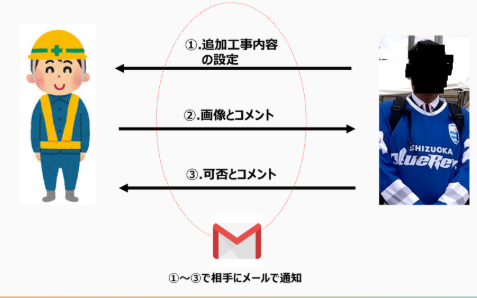 ①.追加工事内容
の設定
②.画像とコメント
③.可否とコメント
SHIZUOKA
BlueRevs
①～③で相手にメールで通知